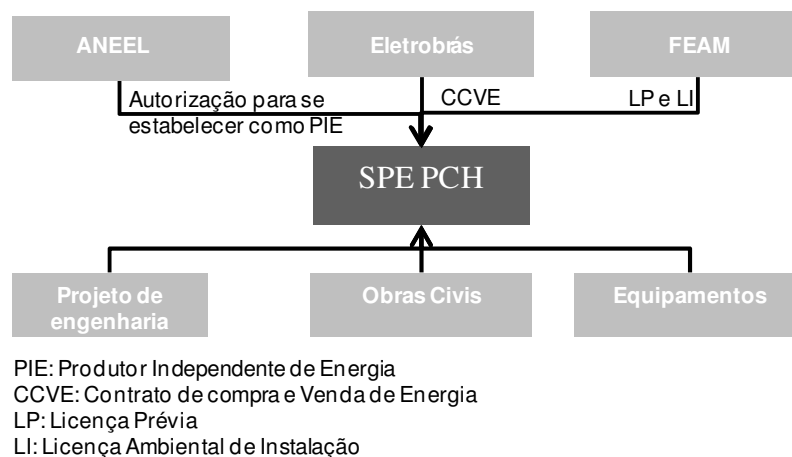 ANEEL
Eletrobrás
FEAM
Autorização para se
estabelecer como PIE
CCVE
LP e LI
SPE PCH
Projeto de
engenharia
Obras Civis
Equipamentos
PIE: Produtor Independente de Energia
CCVE: Contrato de compra e Venda de Energia
LP: Licença Prévia
LI: Licença Ambiental de Instalação